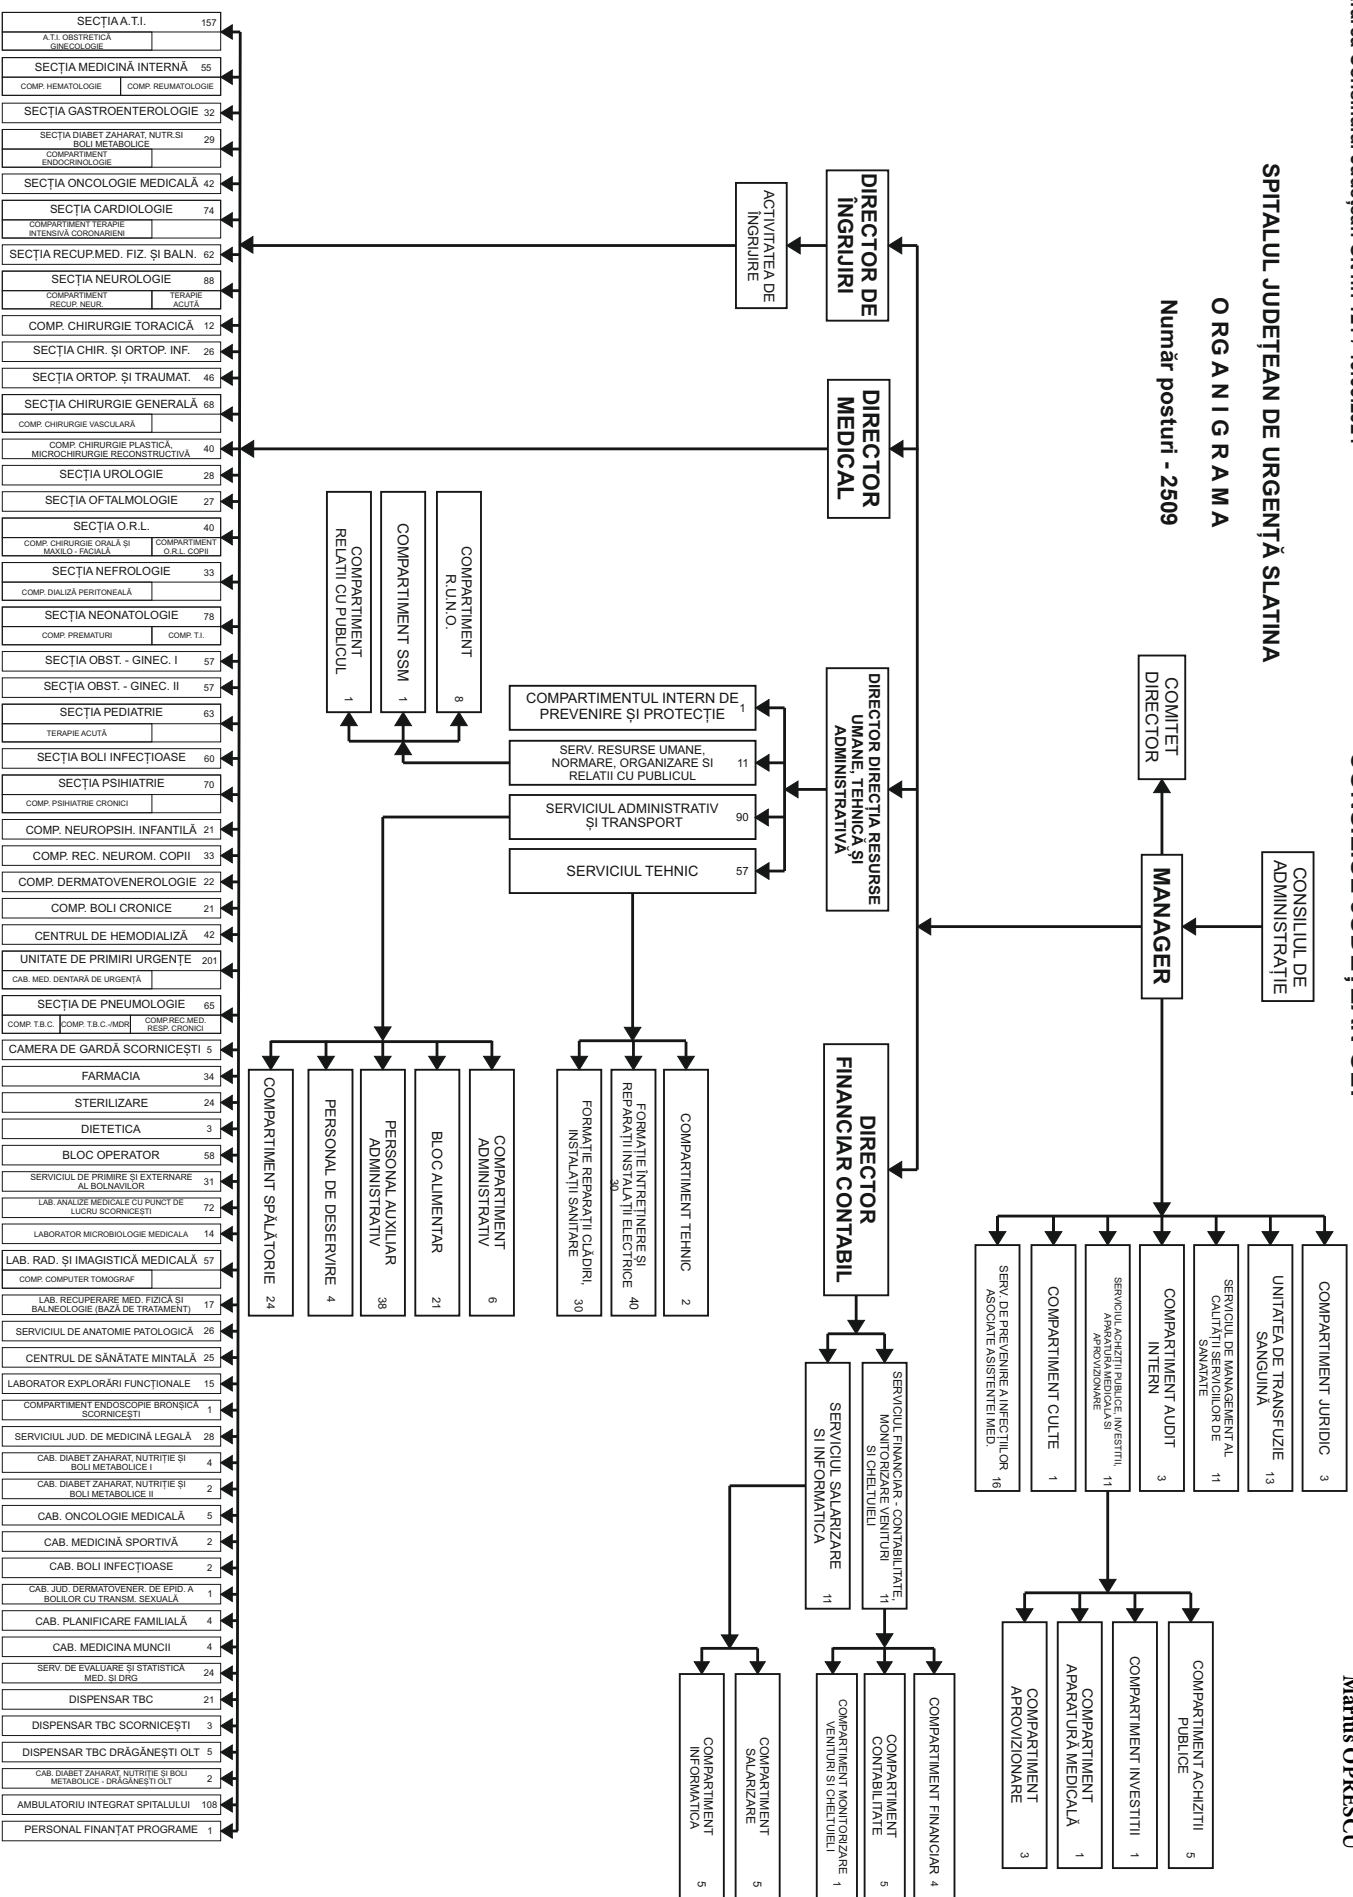 SPITALUL JUDEȚEAN DE URGENȚĂ SLATINA
O R G A N I G R A M A
Număr posturi - 2509
Marius OPRESCU
CONSILIUL DE
ADMINISTRAȚIE
MANAGER
COMITET
DIRECTOR
COMPARTIMENT JURIDIC 3
UNITATEA DE TRANSFUZIE
SANGUINĂ 13
SERVICIUL DE MANAGEMENT AL
CALITĂȚII SERVICIILOR DE
SANATATE 11
COMPARTIMENT AUDIT
INTERN 3
SERVICIUL ACHIZIȚII PUBLICE, INVESTITII,
APARATURA MEDICALA SI
APROVIZIONARE 11
COMPARTIMENT CULTE 1
SERV. DE PREVENIRE A INFECȚIILOR
ASOCIATE ASISTENTEI MED. 16
COMPARTIMENT ACHIZITII
PUBLICE 5
COMPARTIMENT INVESTITII 1
COMPARTIMENT
APARATURĂ MEDICALĂ 1
COMPARTIMENT
APROVIZIONARE 3
DIRECTOR DE
ÎNGRIJIRI
ACTIVITATEA DE
ÎNGRIJIRE
DIRECTOR
MEDICAL
DIRECTOR DIRECȚIA RESURSE
UMANE, TEHNICĂ ȘI
ADMINISTRATIVĂ
DIRECTOR
FINANCIAR CONTABIL
COMPARTIMENTUL INTERN DE
PREVENIRE ȘI PROTECȚIE 1
SERV. RESURSE UMANE,
NORMARE, ORGANIZARE SI
RELATII CU PUBLICUL 11
SERVICIUL ADMINISTRATIV
ȘI TRANSPORT 90
SERVICIUL TEHNIC 57
COMPARTIMENT
R.U.N.O. 8
COMPARTIMENT SSM 1
COMPARTIMENT
RELATII CU PUBLICUL 1
COMPARTIMENT TEHNIC 2
FORMAȚIE ÎNTREȚINERE ȘI
REPARAȚII INSTALAȚII ELECTRICE 40
30
FORMAȚIE REPARAȚII CLĂDIRI,
INSTALAȚII SANITARE 30
COMPARTIMENT
ADMINISTRATIV 6
BLOC ALIMENTAR 21
PERSONAL AUXILIAR
ADMINISTRATIV 38
PERSONAL DE DESERVIRE 4
COMPARTIMENT SPĂLĂTORIE 24
SERVICIUL FINANCIAR - CONTABILITATE,
MONITORIZARE VENITURI
SI CHELTUIELI 11
SERVICIUL SALARIZARE
SI INFORMATICA 11
COMPARTIMENT FINANCIAR 4
COMPARTIMENT
CONTABILITATE 5
COMPARTIMENT MONITORIZARE
VENITURI SI CHELTUIELI 1
COMPARTIMENT
SALARIZARE 5
COMPARTIMENT
INFORMATICA 5
SECȚIA A.T.I. 157
A.T.I. OBSTRETICĂ
GINECOLOGIE
SECȚIA MEDICINĂ INTERNĂ 55
COMP. HEMATOLOGIE COMP. REUMATOLOGIE
SECȚIA GASTROENTEROLOGIE 32
SECȚIA DIABET ZAHARAT, NUTR.SI
BOLI METABOLICE 29
COMPARTIMENT
ENDOCRINOLOGIE
SECȚIA ONCOLOGIE MEDICALĂ 42
SECȚIA CARDIOLOGIE 74
COMPARTIMENT TERAPIE
INTENSIVĂ CORONARIENI
SECȚIA RECUP.MED. FIZ. ȘI BALN. 62
SECȚIA NEUROLOGIE 88
COMPARTIMENT
RECUP. NEUR.
TERAPIE
ACUTĂ
COMP. CHIRURGIE TORACICĂ 12
SECȚIA CHIR. ȘI ORTOP. INF. 26
SECȚIA ORTOP. ȘI TRAUMAT. 46
SECȚIA CHIRURGIE GENERALĂ 68
COMP. CHIRURGIE VASCULARĂ
COMP. CHIRURGIE PLASTICĂ,
MICROCHIRURGIE RECONSTRUCTIVĂ 40
SECȚIA UROLOGIE 28
SECȚIA OFTALMOLOGIE 27
SECȚIA O.R.L. 40
COMP. CHIRURGIE ORALĂ ȘI
MAXILO - FACIALĂ
COMPARTIMENT
O.R.L. COPII
SECȚIA NEFROLOGIE 33
COMP. DIALIZĂ PERITONEALĂ
SECȚIA NEONATOLOGIE 78
COMP. PREMATURI COMP. T.I.
SECȚIA OBST. - GINEC. I 57
SECȚIA OBST. - GINEC. II 57
SECȚIA PEDIATRIE 63
TERAPIE ACUTĂ
SECȚIA BOLI INFECȚIOASE 60
SECȚIA PSIHIATRIE 70
COMP. PSIHIATRIE CRONICI
COMP. NEUROPSIH. INFANTILĂ 21
COMP. REC. NEUROM. COPII 33
COMP. DERMATOVENEROLOGIE 22
COMP. BOLI CRONICE 21
CENTRUL DE HEMODIALIZĂ 42
UNITATE DE PRIMIRI URGENȚE 201
CAB. MED. DENTARĂ DE URGENȚĂ
SECȚIA DE PNEUMOLOGIE 65
COMP. T.B.C. COMP. T.B.C.-/MDR COMP.REC.MED.
RESP. CRONICI
CAMERA DE GARDĂ SCORNICEȘTI 5
FARMACIA 34
STERILIZARE 24
DIETETICA 3
BLOC OPERATOR 58
SERVICIUL DE PRIMIRE ȘI EXTERNARE
AL BOLNAVILOR 31
LAB. ANALIZE MEDICALE CU PUNCT DE
LUCRU SCORNICEȘTI 72
LABORATOR MICROBIOLOGIE MEDICALA 14
LAB. RAD. ȘI IMAGISTICĂ MEDICALĂ 57
COMP. COMPUTER TOMOGRAF
LAB. RECUPERARE MED. FIZICĂ ȘI
BALNEOLOGIE (BAZĂ DE TRATAMENT) 17
SERVICIUL DE ANATOMIE PATOLOGICĂ 26
CENTRUL DE SĂNĂTATE MINTALĂ 25
LABORATOR EXPLORĂRI FUNCȚIONALE 15
COMPARTIMENT ENDOSCOPIE BRONȘICĂ
SCORNICEȘTI 1
SERVICIUL JUD. DE MEDICINĂ LEGALĂ 28
CAB. DIABET ZAHARAT, NUTRIȚIE ȘI
BOLI METABOLICE I 4
CAB. DIABET ZAHARAT, NUTRIȚIE ȘI
BOLI METABOLICE II 2
CAB. ONCOLOGIE MEDICALĂ 5
CAB. MEDICINĂ SPORTIVĂ 2
CAB. BOLI INFECȚIOASE 2
CAB. JUD. DERMATOVENER. DE EPID. A
BOLILOR CU TRANSM. SEXUALĂ 1
CAB. PLANIFICARE FAMILIALĂ 4
CAB. MEDICINA MUNCII 4
SERV. DE EVALUARE ȘI STATISTICĂ
MED. ȘI DRG 24
DISPENSAR TBC 21
DISPENSAR TBC SCORNICEȘTI 3
DISPENSAR TBC DRĂGĂNEȘTI OLT 5
CAB. DIABET ZAHARAT, NUTRIȚIE ȘI BOLI
METABOLICE - DRĂGĂNEȘTI OLT 2
AMBULATORIU INTEGRAT SPITALULUI 108
PERSONAL FINANȚAT PROGRAME 1